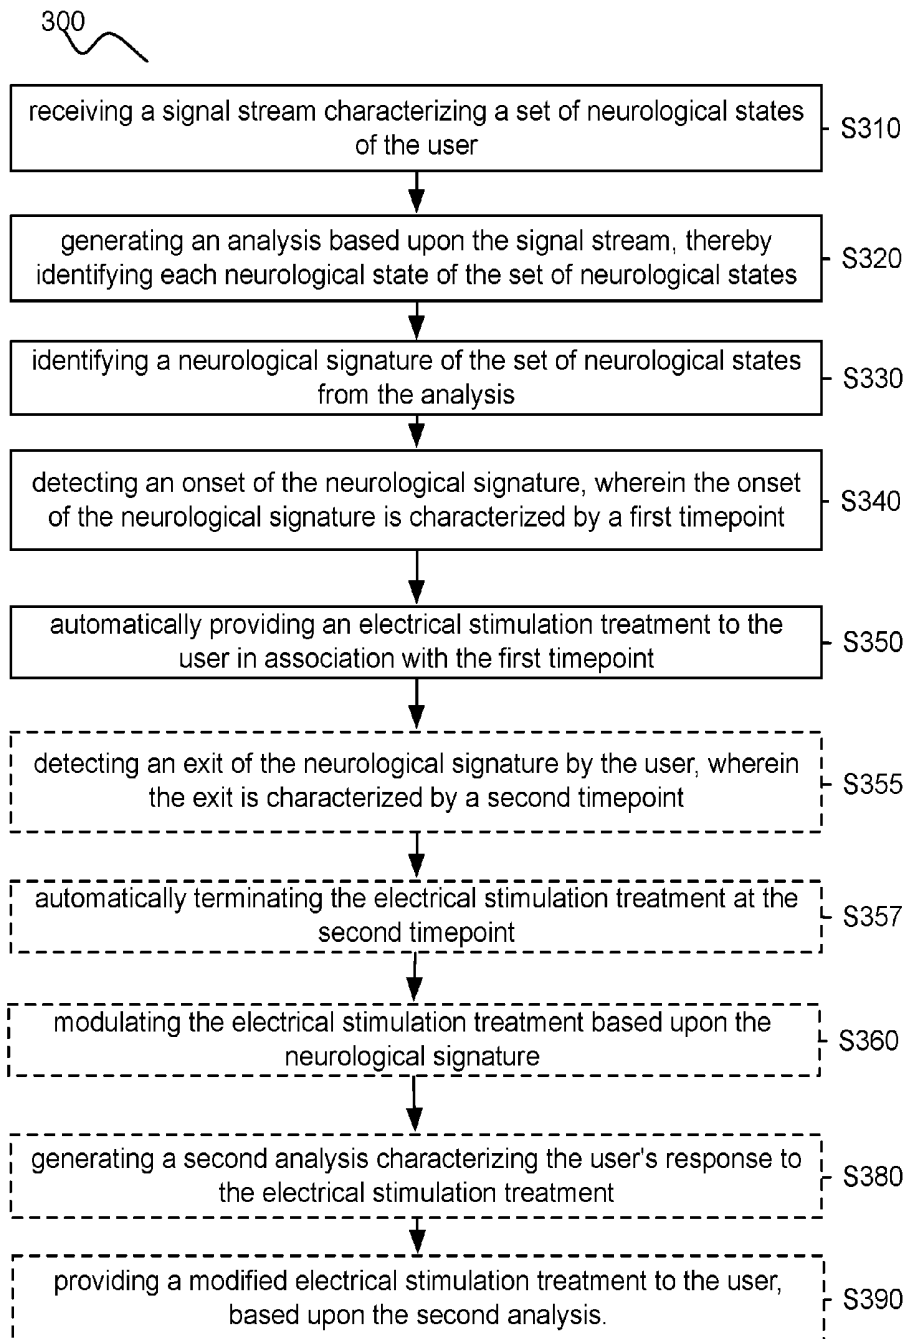 300
receiving a signal stream characterizing a set of neurological states
of the user
S310
generating an analysis based upon the signal stream, thereby
identifying each neurological state of the set of neurological states
S320
identifying a neurological signature of the set of neurological states
from the analysis
S330
detecting an onset of the neurological signature, wherein the onset
of the neurological signature is characterized by a first timepoint
S340
automatically providing an electrical stimulation treatment to the
user in association with the first timepoint
S350
detecting an exit of the neurological signature by the user, wherein
the exit is characterized by a second timepoint
S355
automatically terminating the electrical stimulation treatment at the
second timepoint
S357
modulating the electrical stimulation treatment based upon the
neurological signature
S360
generating a second analysis characterizing the user's response to
the electrical stimulation treatment
S380
providing a modified electrical stimulation treatment to the user,
based upon the second analysis.
S390